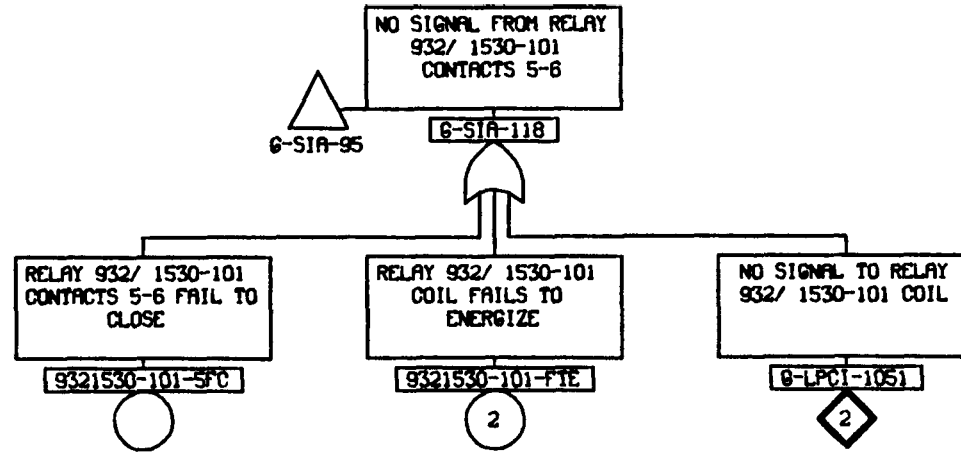 NO SIGNAL FROM RELAY
932/ 1530-101
CONTACTS 5-6
G-SIA-95
G-SIA-118
RELAY 932/ 1530-101
CONTACTS 5-6 FAIL TO
CLOSE
RELAY 932/ 1530-101
COIL FAILS TO
ENERGIZE
NO SIGNAL TO RELAY
932/ 1530-101 COIL
9321530-101-5FC
9321530-101-FTE
G-LPCI-1051
2
2